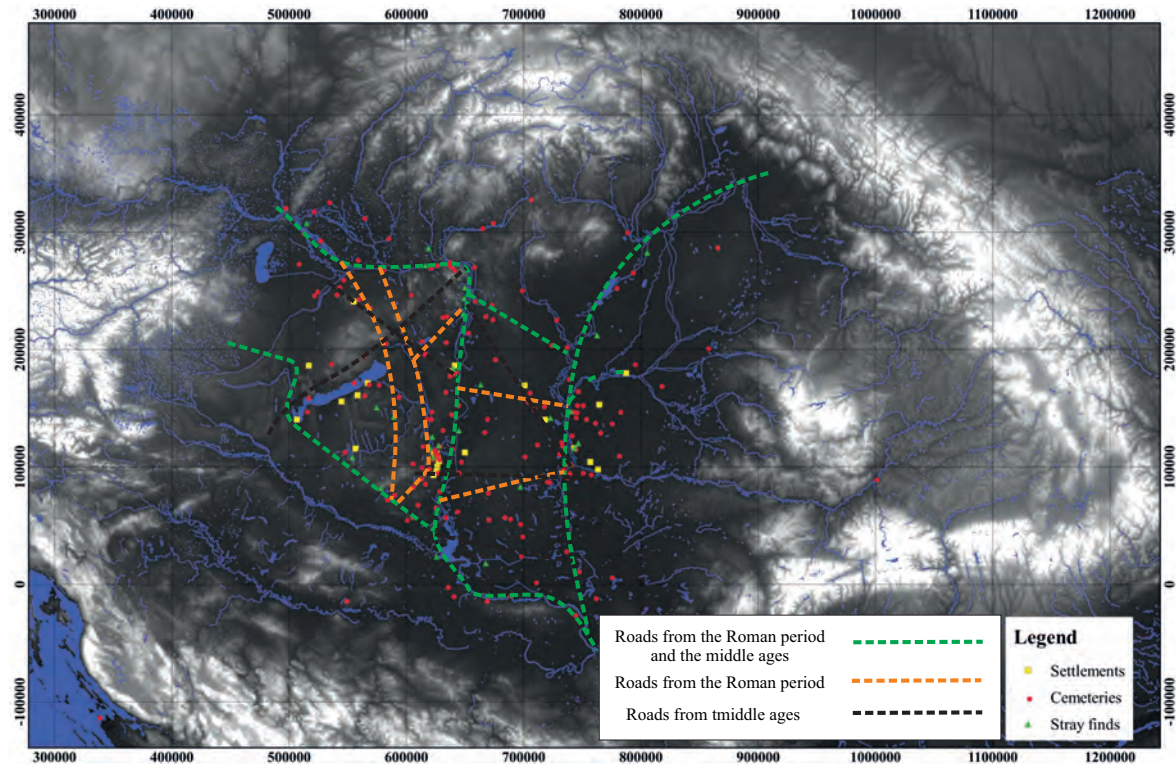 300000 400000 500000 600000 700000 800000 900000 1000000 1100000 1200000
400000 400000
300000 300000
200000 200000
100000 100000
0 0
-100000 -100000
Roads from the Roman period
and the middle ages
Roads from the Roman period
Roads from tmiddle ages
Legend
Settlements
Cemeteries
Stray finds
300000 400000 500000 600000 700000 800000 900000 1000000 1100000 1200000